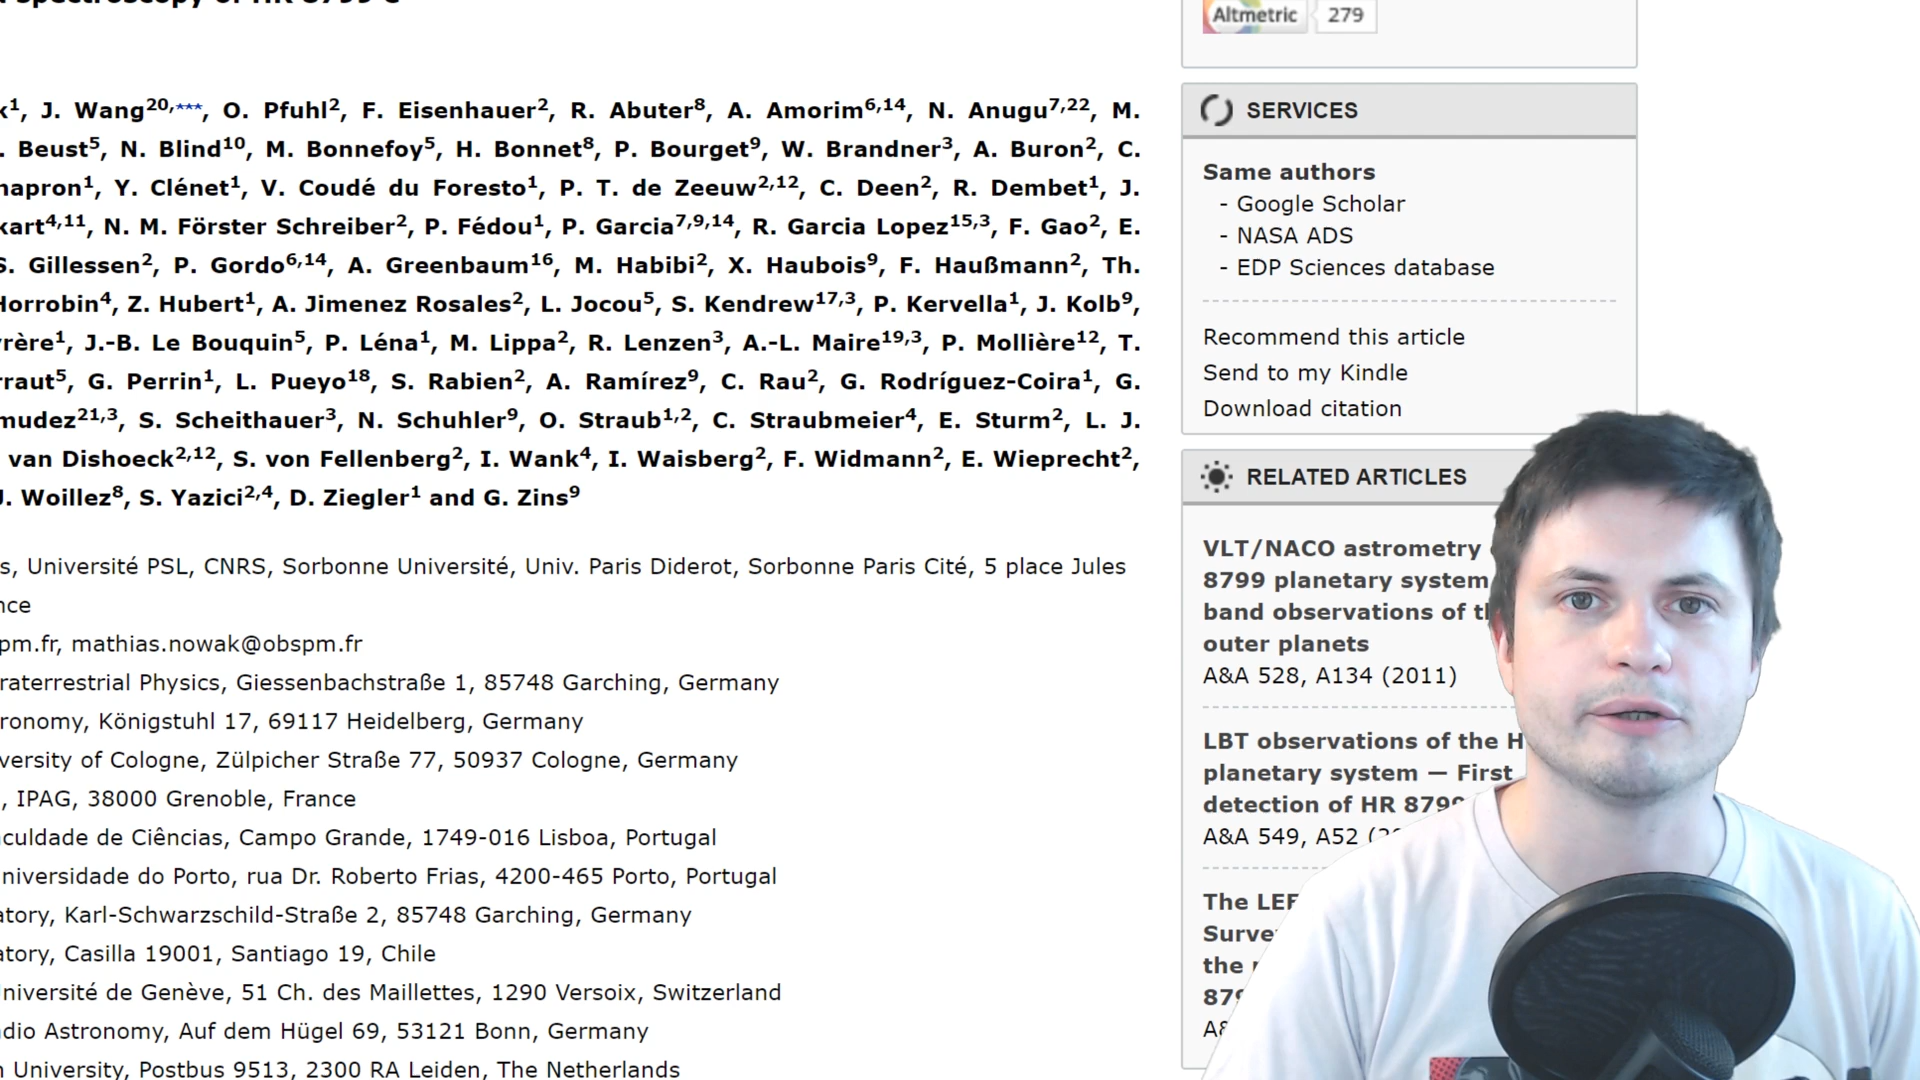 spectroscopy of HR 8799 e
Altmetric 279
k1, J. Wang20,***, O. Pfuhl2, F. Eisenhauer2, R. Abuter8, A. Amorim6,14, N. Anugu7,22, M.
. Beust5, N. Blind10, M. Bonnefoy5, H. Bonnet8, P. Bourget9, W. Brandner3, A. Buron2, C.
hapron1, Y. Clénet1, V. Coudé du Foresto1, P. T. de Zeeuw2,12, C. Deen2, R. Dembet1, J.
kart4,11, N. M. Förster Schreiber2, P. Fédou1, P. Garcia7,9,14, R. Garcia Lopez15,3, F. Gao2, E.
S. Gillessen2, P. Gordo6,14, A. Greenbaum16, M. Habibi2, X. Haubois9, F. Haußmann2, Th.
Horrobin4, Z. Hubert1, A. Jimenez Rosales2, L. Jocou5, S. Kendrew17,3, P. Kervella1, J. Kolb9,
rère1, J.-B. Le Bouquin5, P. Léna1, M. Lippa2, R. Lenzen3, A.-L. Maire19,3, P. Mollière12, T.
raut5, G. Perrin1, L. Pueyo18, S. Rabien2, A. Ramírez9, C. Rau2, G. Rodríguez-Coira1, G.
mudez21,3, S. Scheithauer3, N. Schuhler9, O. Straub1,2, C. Straubmeier4, E. Sturm2, L. J.
van Dishoeck2,12, S. von Fellenberg2, I. Wank4, I. Waisberg2, F. Widmann2, E. Wieprecht2,
J. Woillez8, S. Yazici2,4, D. Ziegler1 and G. Zins9
s, Université PSL, CNRS, Sorbonne Université, Univ. Paris Diderot, Sorbonne Paris Cité, 5 place Jules
nce
pm.fr, mathias.nowak@obspm.fr
raterrestrial Physics, Giessenbachstraße 1, 85748 Garching, Germany
ronomy, Königstuhl 17, 69117 Heidelberg, Germany
versity of Cologne, Zülpicher Straße 77, 50937 Cologne, Germany
, IPAG, 38000 Grenoble, France
culdade de Ciências, Campo Grande, 1749-016 Lisboa, Portugal
niversidade do Porto, rua Dr. Roberto Frias, 4200-465 Porto, Portugal
atory, Karl-Schwarzschild-Straße 2, 85748 Garching, Germany
atory, Casilla 19001, Santiago 19, Chile
Université de Genève, 51 Ch. des Maillettes, 1290 Versoix, Switzerland
dio Astronomy, Auf dem Hügel 69, 53121 Bonn, Germany
n University, Postbus 9513, 2300 RA Leiden, The Netherlands
SERVICES
Same authors
- Google Scholar
- NASA ADS
- EDP Sciences database
Recommend this article
Send to my Kindle
Download citation
RELATED ARTICLES
VLT/NACO astrometry
8799 planetary system
band observations of
outer planets
A&A 528, A134 (2011)
LBT observations of the H
planetary system — First
detection of HR 8799
A&A 549, A52
The
Surve
the
879
A&